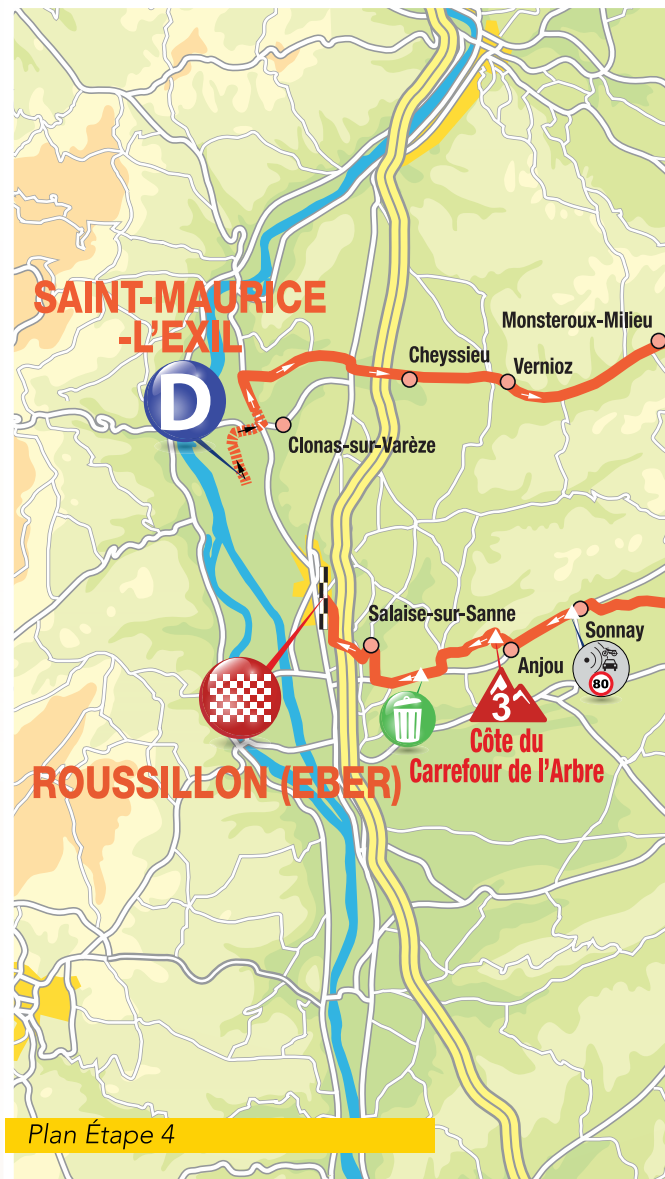 SAINT-MAURICE
-L'EXIL
D
Monsteroux-Milieu
Cheyssieu
Vernioz
Clonas-sur-Varèze
Salaise-sur-Sanne
Sonnay
Anjou
80
3
Côte du
Carrefour de l'Arbre
ROUSSILLON (EBER)
Plan Étape 4